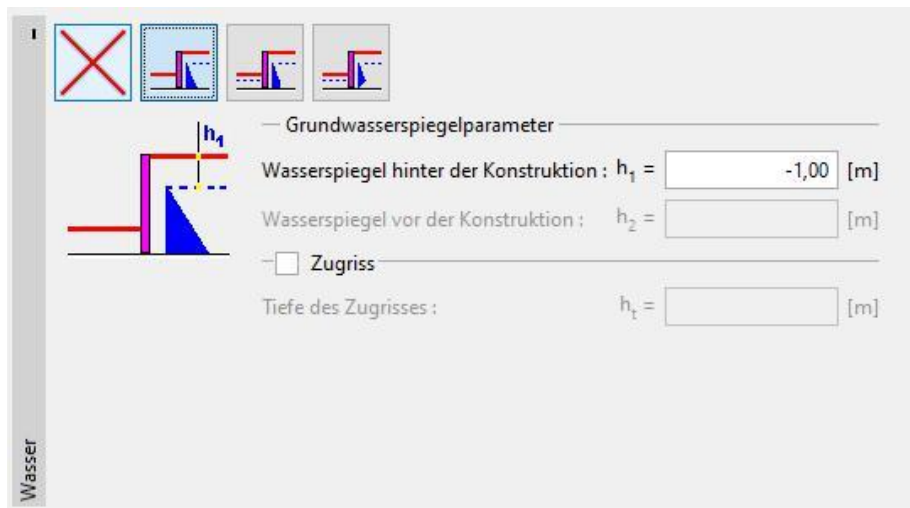 h₁
Grundwasserspiegelparameter
Wasserspiegel hinter der Konstruktion : h₁ = -1,00 [m]
Wasserspiegel vor der Konstruktion : h₂ = [m]
Zugriss
Tiefe des Zugrisses : hₜ = [m]
Wasser